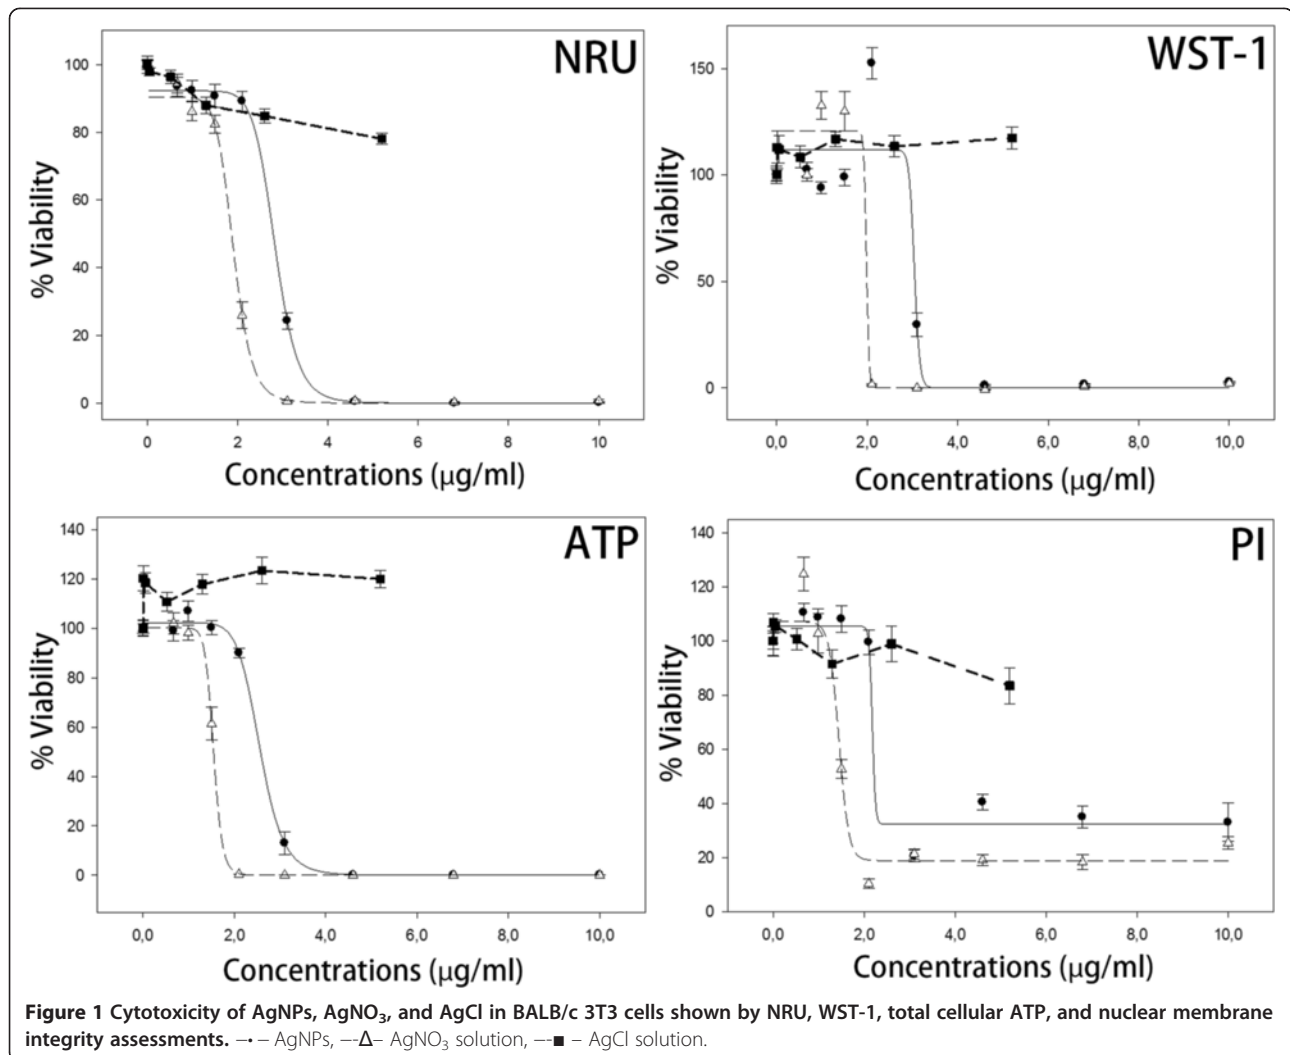 NRU
% Viability
100
80
60
40
20
0
0 2 4 6 8 10
Concentrations (μg/ml)
WST-1
% Viability
150
100
50
0
0,0 2,0 4,0 6,0 8,0 10,0
Concentrations (μg/ml)
ATP
% Viability
140
120
100
80
60
40
20
0
0,0 2,0 4,0 6,0 8,0 10,0
Concentrations (μg/ml)
PI
% Viability
140
120
100
80
60
40
20
0
0,0 2,0 4,0 6,0 8,0 10,0
Concentrations (μg/ml)
Figure 1 Cytotoxicity of AgNPs, AgNO₃, and AgCl in BALB/c 3T3 cells shown by NRU, WST-1, total cellular ATP, and nuclear membrane
integrity assessments. –•– AgNPs, –-Δ– AgNO₃ solution, –-■ – AgCl solution.